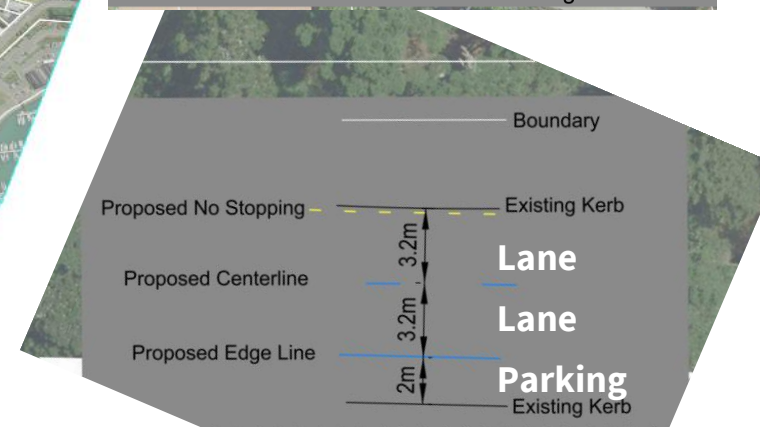 Boundary
Proposed No Stopping
Existing Kerb
3.2m
Lane
Proposed Centerline
3.2m
Lane
Proposed Edge Line
2m
Parking
Existing Kerb